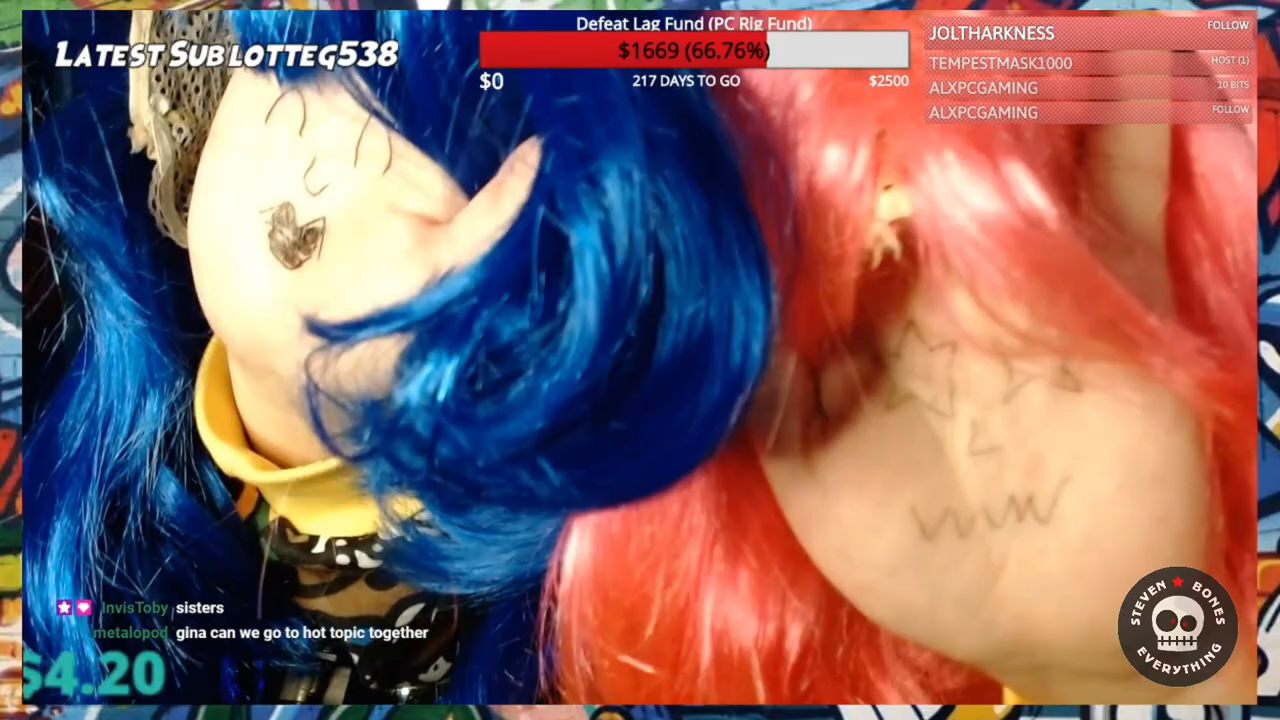 Defeat Lag Fund (PC Rig Fund)
LATEST SUB LOTTEG538
$1669 (66.76%)
$0
217 DAYS TO GO
$2500
JOLTHARKNESS FOLLOW
TEMPESTMASK1000 HOST (1)
ALXPCGAMING 10 BITS
ALXPCGAMING FOLLOW
InvisToby sisters
metalopod gina can we go to hot topic together
$4.20
STEVEN BONES
EVERYTHING